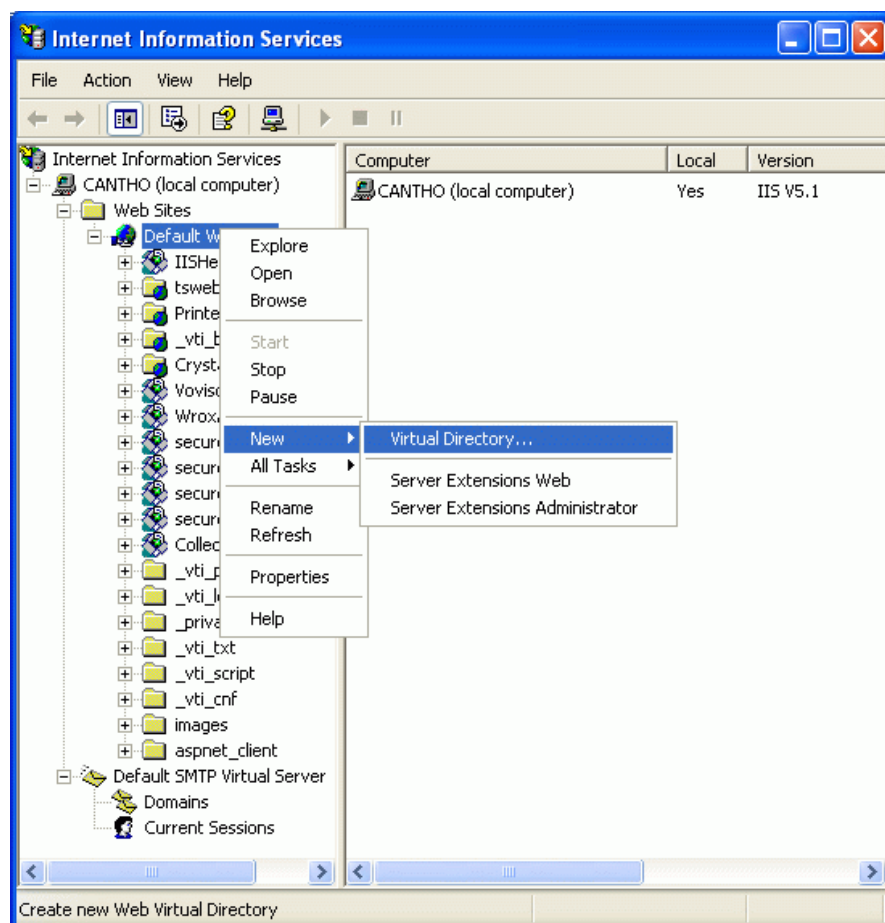 Internet Information Services
File Action View Help
Internet Information Services
CANTHO (local computer)
Web Sites
Default W
IISHe
tsweb
Printe
_vti_b
Cryst
Voviso
Wrox
secur
secur
secur
secur
Collec
_vti_p
_vti_l
_priva
_vti_txt
_vti_script
_vti_cnf
images
aspnet_client
Default SMTP Virtual Server
Domains
Current Sessions
Computer Local Version
CANTHO (local computer) Yes IIS V5.1
Explore
Open
Browse
Start
Stop
Pause
New
All Tasks
Rename
Refresh
Properties
Help
Virtual Directory...
Server Extensions Web
Server Extensions Administrator
Create new Web Virtual Directory